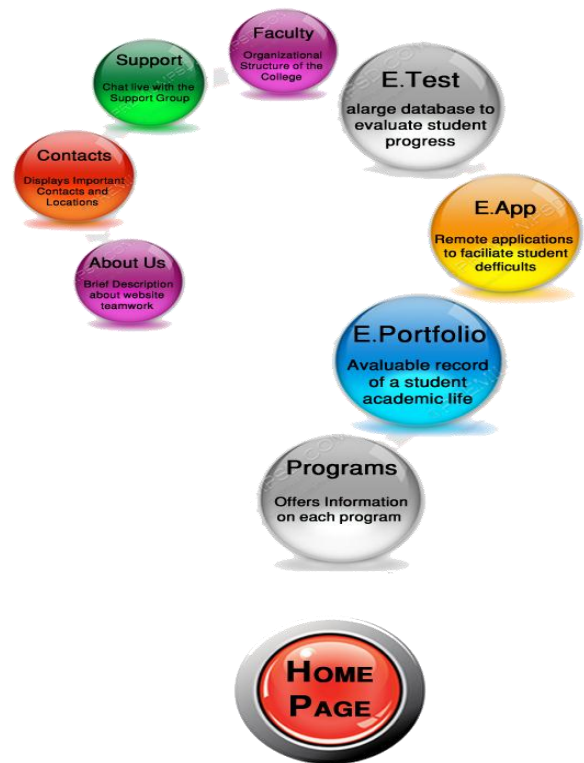 Faculty
Organizational
Structure of the
College
Support
Chat live with the
Support Group
E.Test
alarge database to
evaluate student
progress
Contacts
Displays Important
Contacts and
Locations
E.App
Remote applications
to faciliate student
defficults
About Us
Brief Description
about website
teamwork
E.Portfolio
Avaluable record
of a student
academic life
Programs
Offers Information
on each program
HOME
PAGE